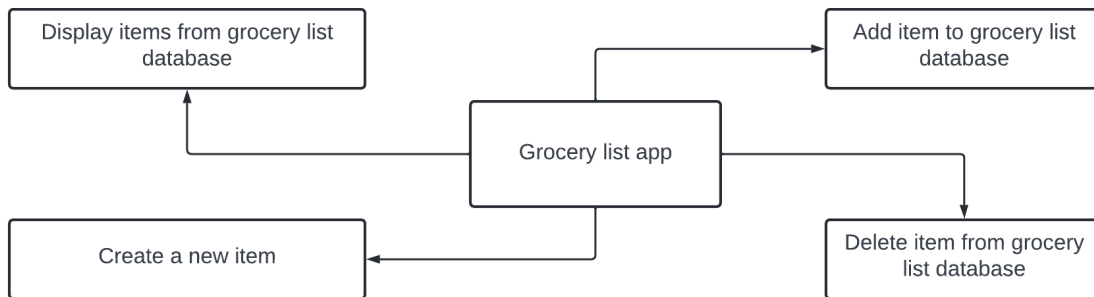 Display items from grocery list
database
Add item to grocery list
database
Grocery list app
Create a new item
Delete item from grocery
list database